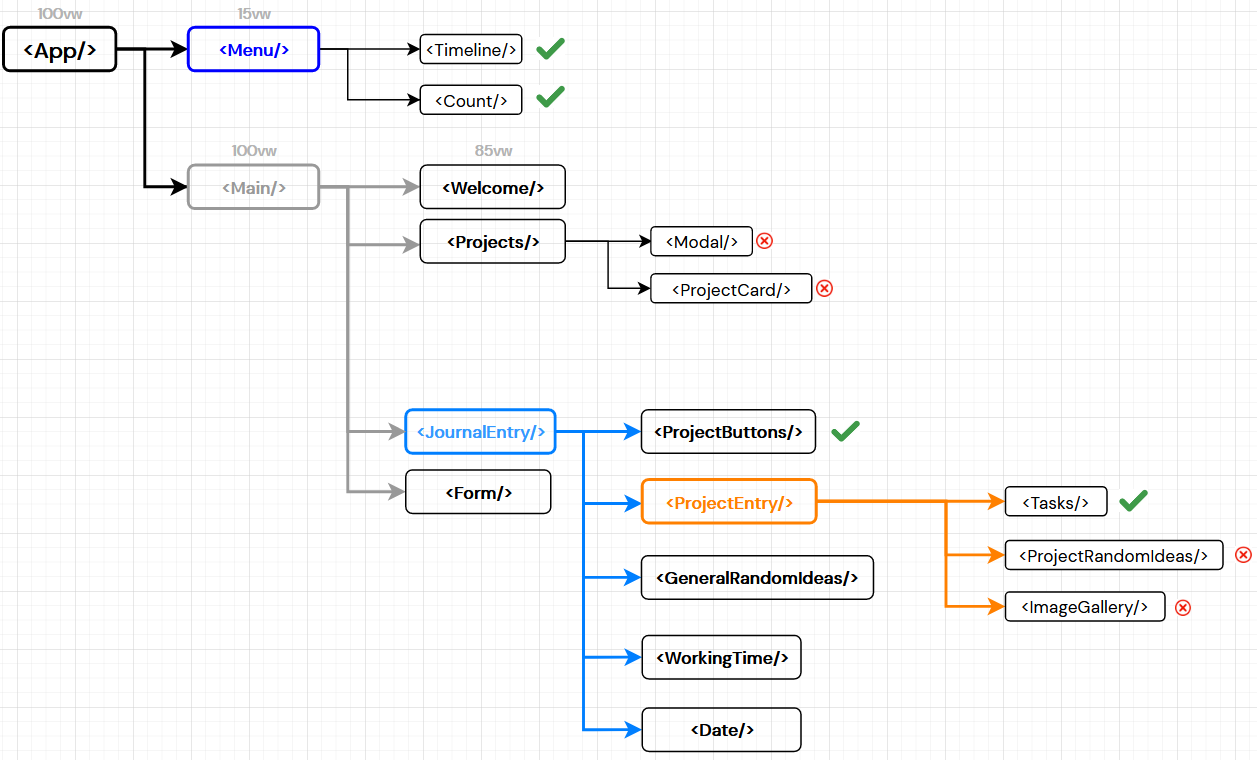 100vw
15vw
<App/>
<Menu/>
<Timeline/>
<Count/>
100vw
85vw
<Main/>
<Welcome/>
<Projects/>
<Modal/>
<ProjectCard/>
<JournalEntry/>
<ProjectButtons/>
<Form/>
<ProjectEntry/>
<Tasks/>
<ProjectRandomIdeas/>
<GeneralRandomIdeas/>
<ImageGallery/>
<WorkingTime/>
<Date/>